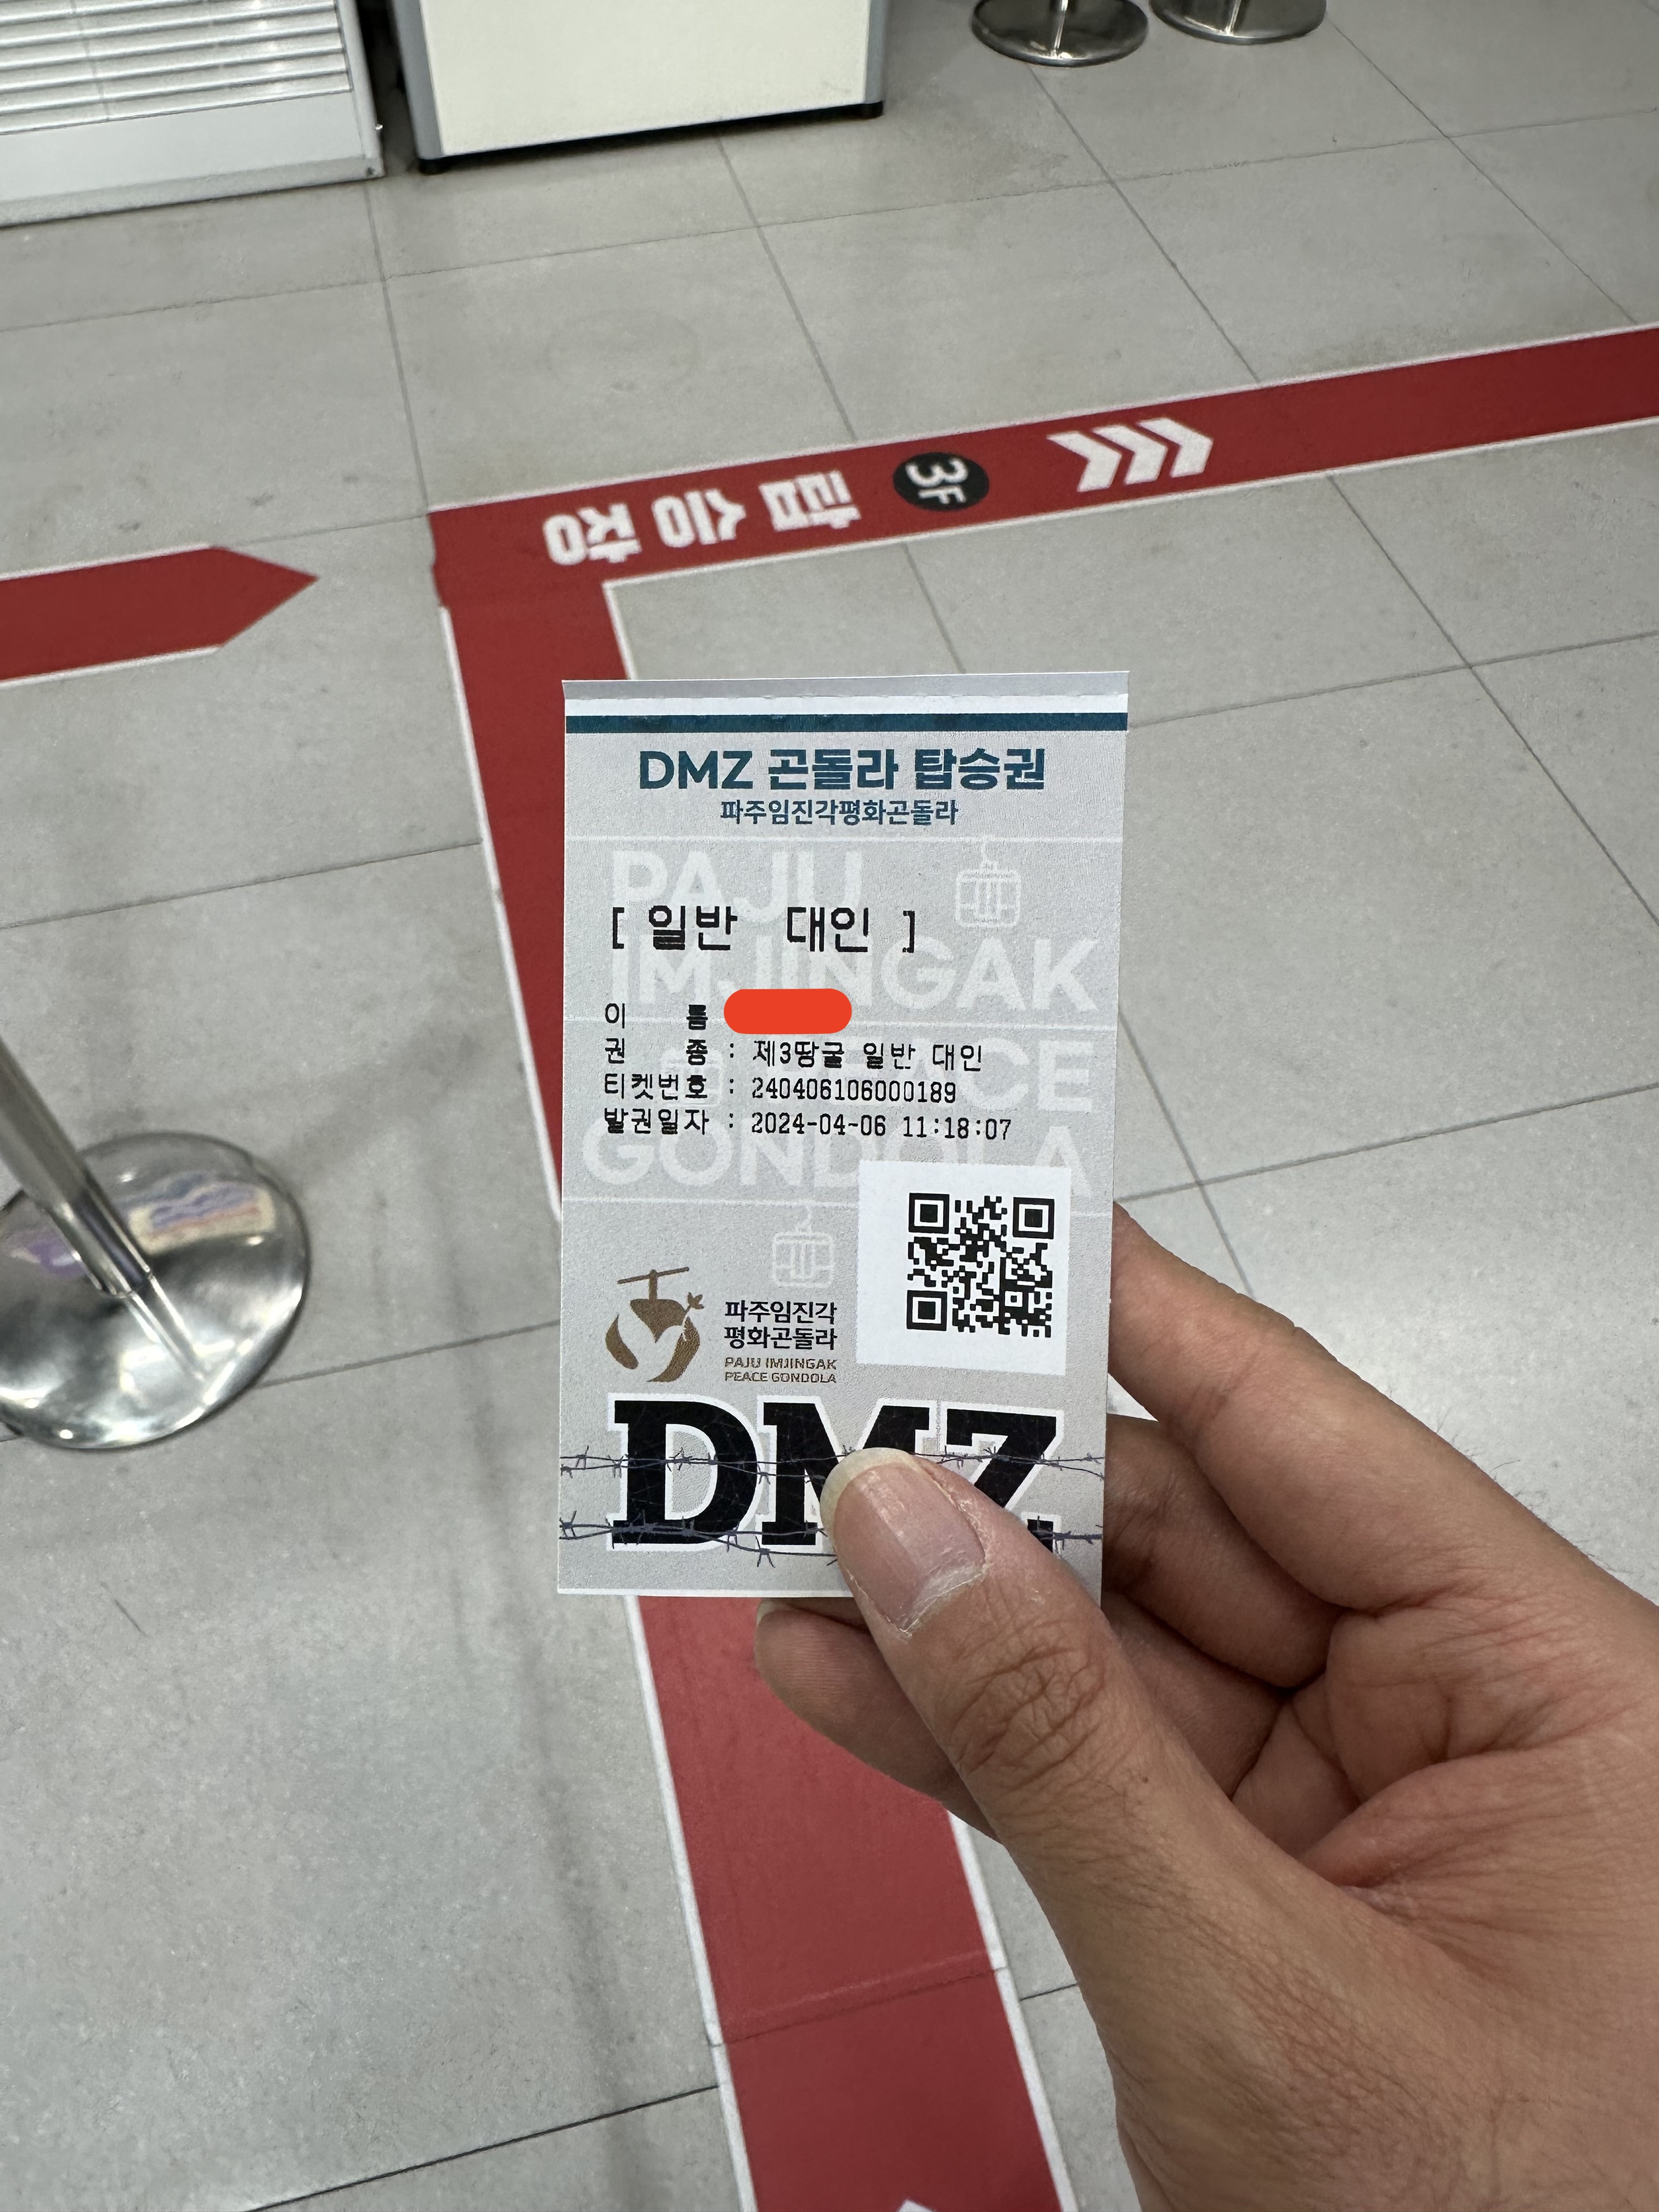 탑승장 3F
DMZ 곤돌라 탑승권
파주임진각평화곤돌라
PAJU
[ 일반 대인 ]
IMJINGAK
이 름
권 종 : 제3땅굴 일반 대인
PEACE
티켓번호 : 240406106000189
발권일자 : 2024-04-06 11:18:07
GONDOLA
파주임진각
평화곤돌라
PAJU IMJINGAK
PEACE GONDOLA
DMZ